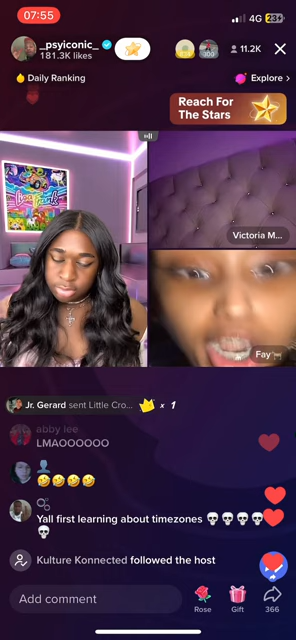 07:55
4G 23
_psyiconic_
181.3K likes
11.2K
Daily Ranking
Explore >
Reach For
The Stars
Victoria M...
Fay
Jr. Gerard sent Little Cro... x 1
abby lee
LMAOOOOOO
🤣🤣🤣🤣
Yall first learning about timezones 💀💀💀💀
💀
Kulture Konnected followed the host
Add comment
Rose
Gift
366